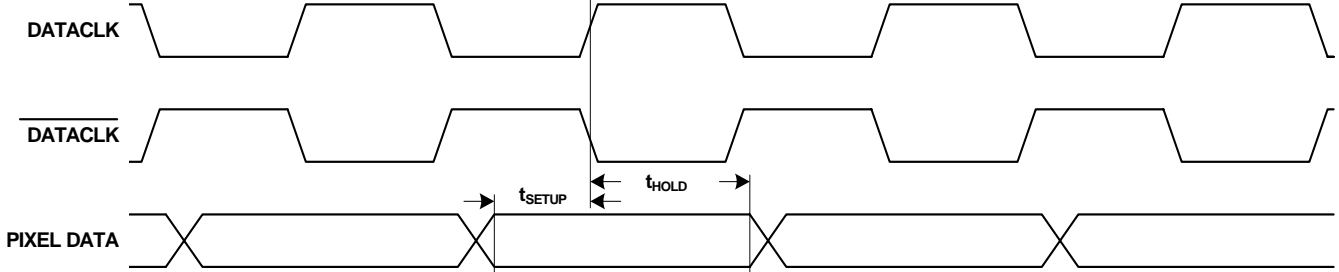 DATACLK
DATACLK
tHOLD
tSETUP
PIXEL DATA